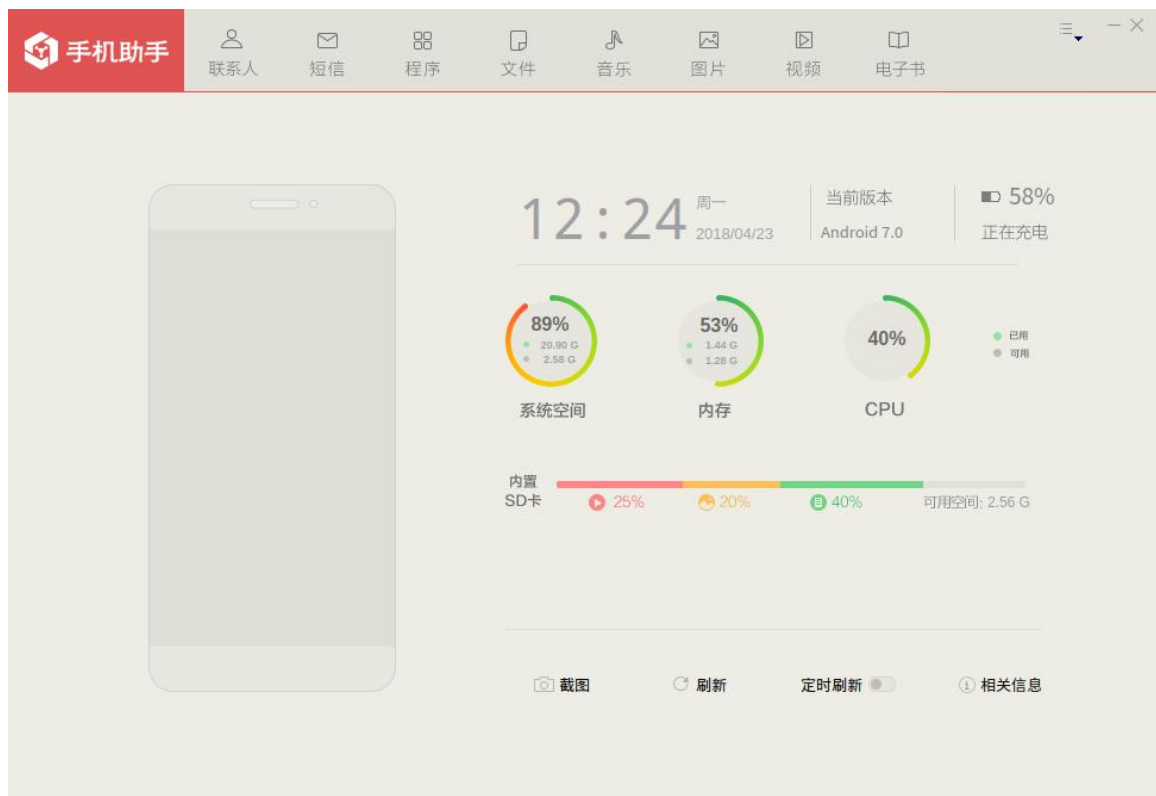 手机助手
联系人 短信 程序 文件 音乐 图片 视频 电子书
12:24 周一
2018/04/23
当前版本
Android 7.0
58%
正在充电
89%
20.90 G
2.58 G
系统空间
53%
1.44 G
1.28 G
内存
40%
CPU
已用
可用
内置
SD卡
25% 20% 40% 可用空间: 2.56 G
截图 刷新 定时刷新 相关信息